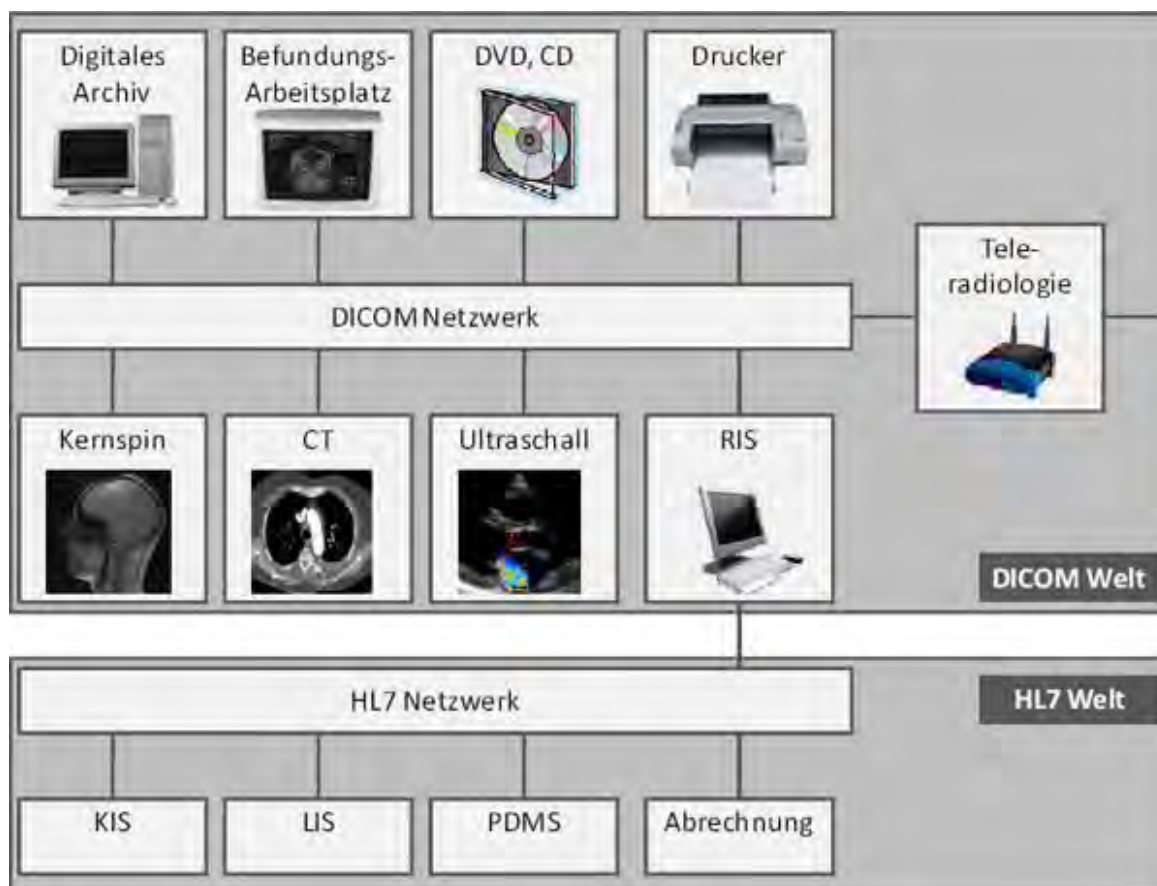 Digitales
Archiv
Befundungs-
Arbeitsplatz
DVD, CD
Drucker
Tele-
radiologie
DICOM Netzwerk
Kernspin
CT
Ultraschall
RIS
DICOM Welt
HL7 Netzwerk
HL7 Welt
KIS
LIS
PDMS
Abrechnung